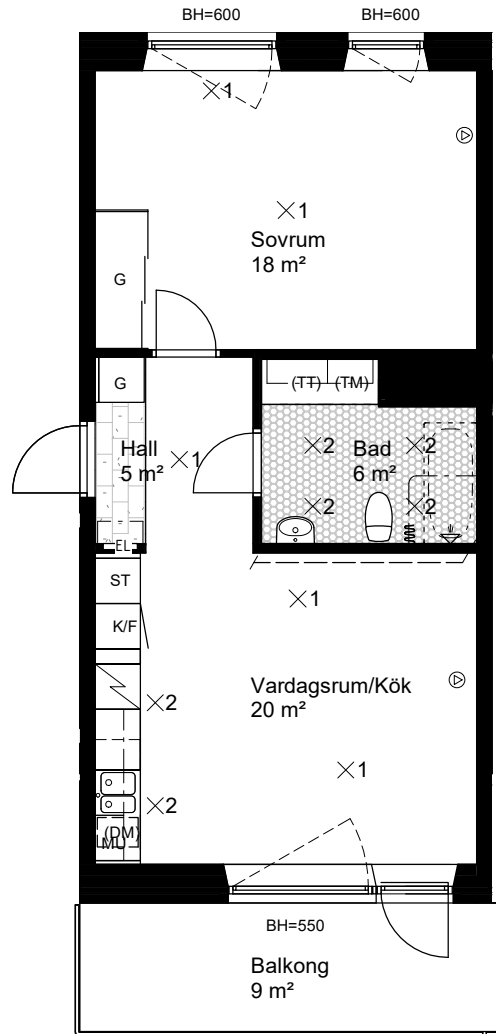 BH=600
BH=600
1
1
Sovrum
18 m²
G
G
(TT)
(TM)
Hall
5 m²
1
2
Bad
6 m²
2
2
2
EL
ST
1
K/F
Vardagsrum/Kök
20 m²
2
1
2
(DM)
MU
BH=550
Balkong
9 m²